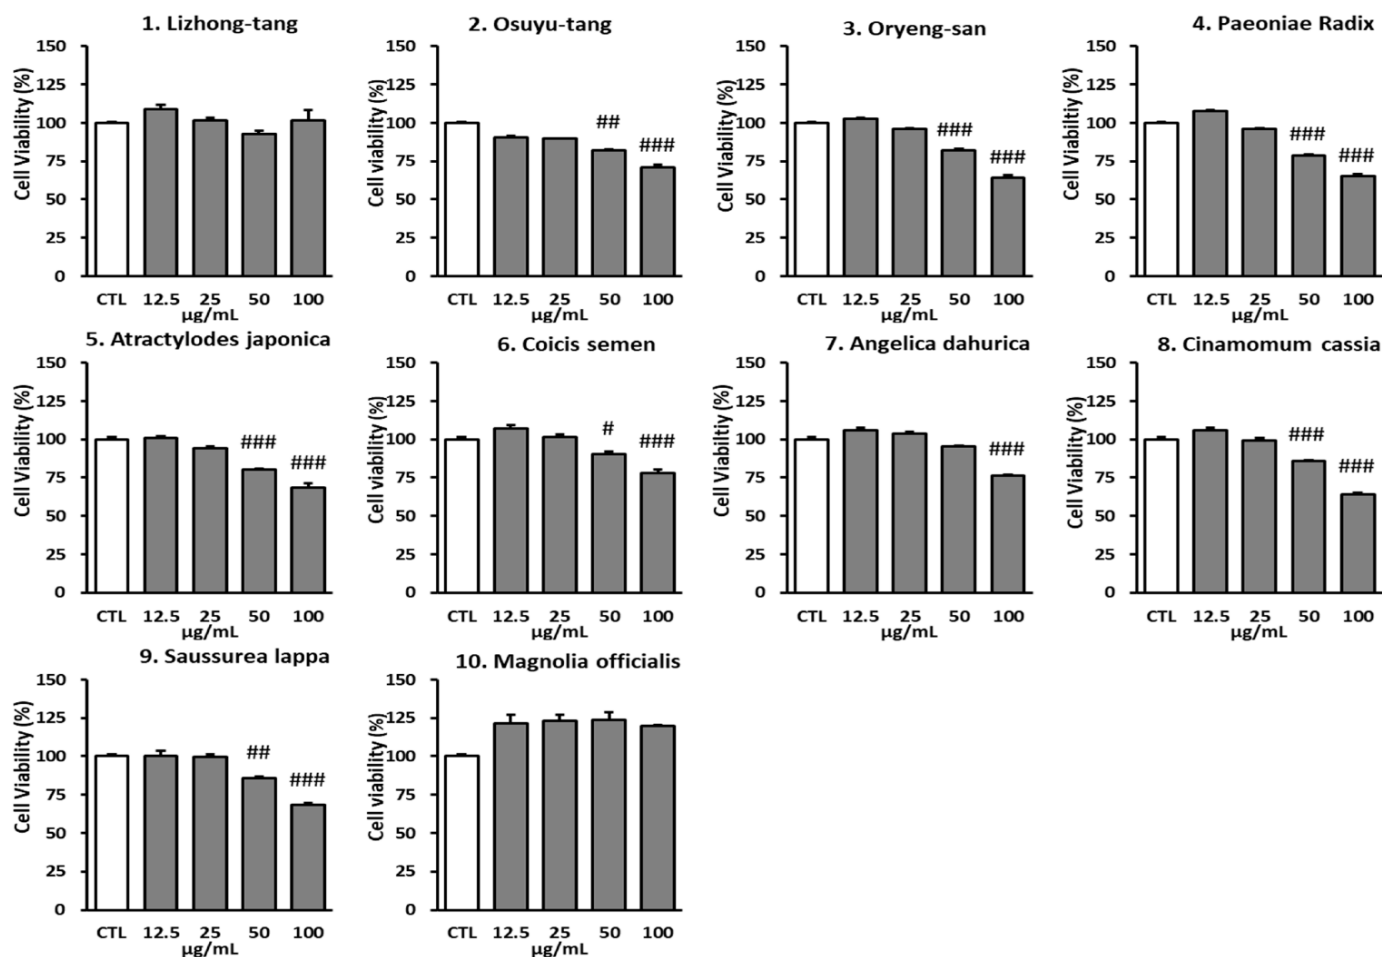 1. Lizhong-tang
150
125
100
75
50
25
0
Cell Viability (%)
CTL 12.5 25 50 100
µg/mL
2. Osuyu-tang
150
125
100
75
50
25
0
Cell viability (%)
##
###
CTL 12.5 25 50 100
µg/mL
3. Oryeng-san
150
125
100
75
50
25
0
Cell Viability (%)
###
###
CTL 12.5 25 50 100
µg/mL
4. Paeoniae Radix
150
125
100
75
50
25
0
Cell Viabiltiy (%)
###
###
CTL 12.5 25 50 100
µg/mL
5. Atractylodes japonica
150
125
100
75
50
25
0
Cell Viability (%)
###
###
CTL 12.5 25 50 100
µg/mL
6. Coicis semen
150
125
100
75
50
25
0
Cell viability (%)
#
###
CTL 12.5 25 50 100
µg/mL
7. Angelica dahurica
150
125
100
75
50
25
0
Cell Viabiltiy (%)
###
CTL 12.5 25 50 100
µg/mL
8. Cinamomum cassia
150
125
100
75
50
25
0
Cell Viability (%)
###
###
CTL 12.5 25 50 100
µg/mL
9. Saussurea lappa
150
125
100
75
50
25
0
Cell Viability (%)
##
###
CTL 12.5 25 50 100
µg/mL
10. Magnolia officialis
150
125
100
75
50
25
0
Cell viability (%)
CTL 12.5 25 50 100
µg/mL